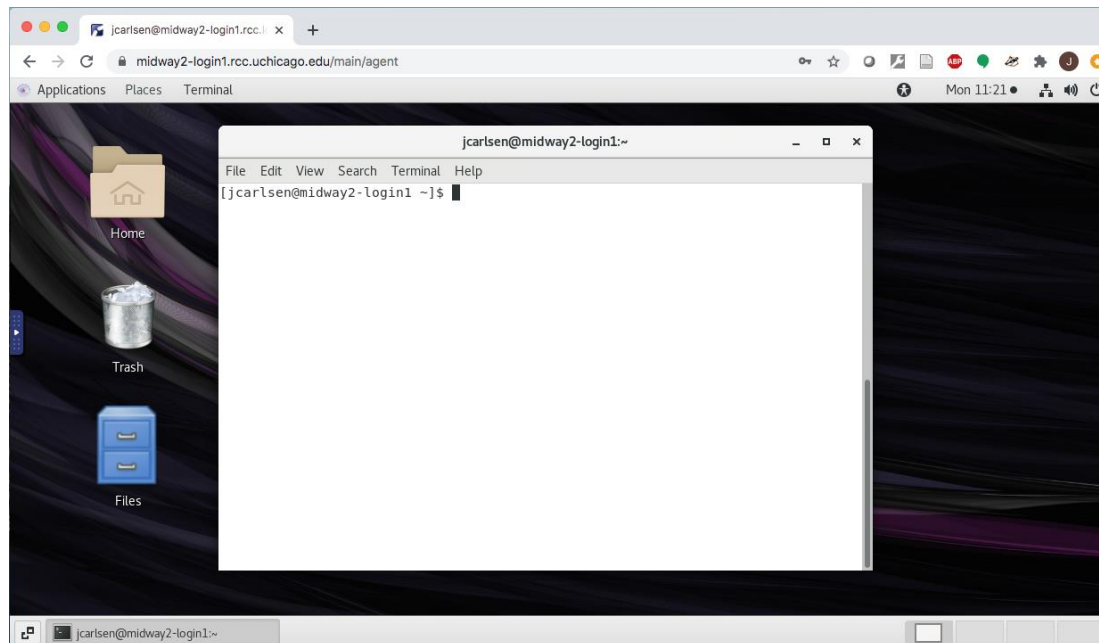 jcarlsen@midway2-login1.rcc.
midway2-login1.rcc.uchicago.edu/main/agent
ABP
J
Applications Places Terminal
Mon 11:21
jcarlsen@midway2-login1:~
File Edit View Search Terminal Help
[jcarlsen@midway2-login1 ~]$
Home
Trash
Files
jcarlsen@midway2-login1:~